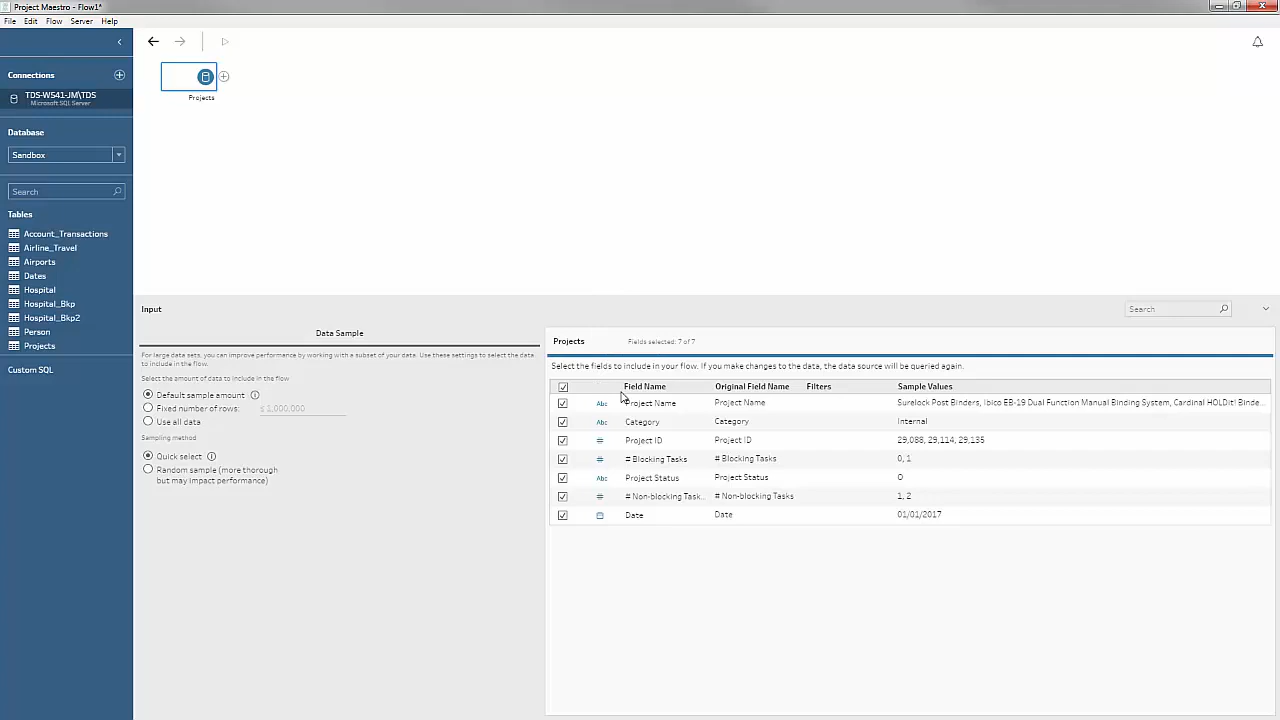 Project Maestro - Flow1*
File Edit Flow Server Help
Connections
TDS-WS41-JM\TDS
Microsoft SQL Server
Database
Sandbox
Search
Tables
Account_Transactions
Airline_Travel
Airports
Dates
Hospital
Hospital_Bkp
Hospital_Bkp2
Person
Projects
Custom SQL
Projects
Input
Search
Data Sample
For large data sets, you can improve performance by working with a subset of your data. Use these settings to select the data
to include in the flow.
Select the amount of data to include in the flow
Default sample amount
Fixed number of rows: ≤ 1,000,000
Use all data
Sampling method
Quick select
Random sample (more thorough
but may impact performance)
Projects Fields selected: 7 of 7
Select the fields to include in your flow. If you make changes to the data, the data source will be queried again.
Field Name Original Field Name Filters Sample Values
Abc Project Name Project Name Surelock Post Binders, Ibico EB-19 Dual Function Manual Binding System, Cardinal HOLDit! Binde...
Abc Category Category Internal
# Project ID Project ID 29,088, 29,114, 29,135
# # Blocking Tasks # Blocking Tasks 0, 1
Abc Project Status Project Status O
# # Non-blocking Task.. # Non-blocking Tasks 1, 2
Date Date 01/01/2017